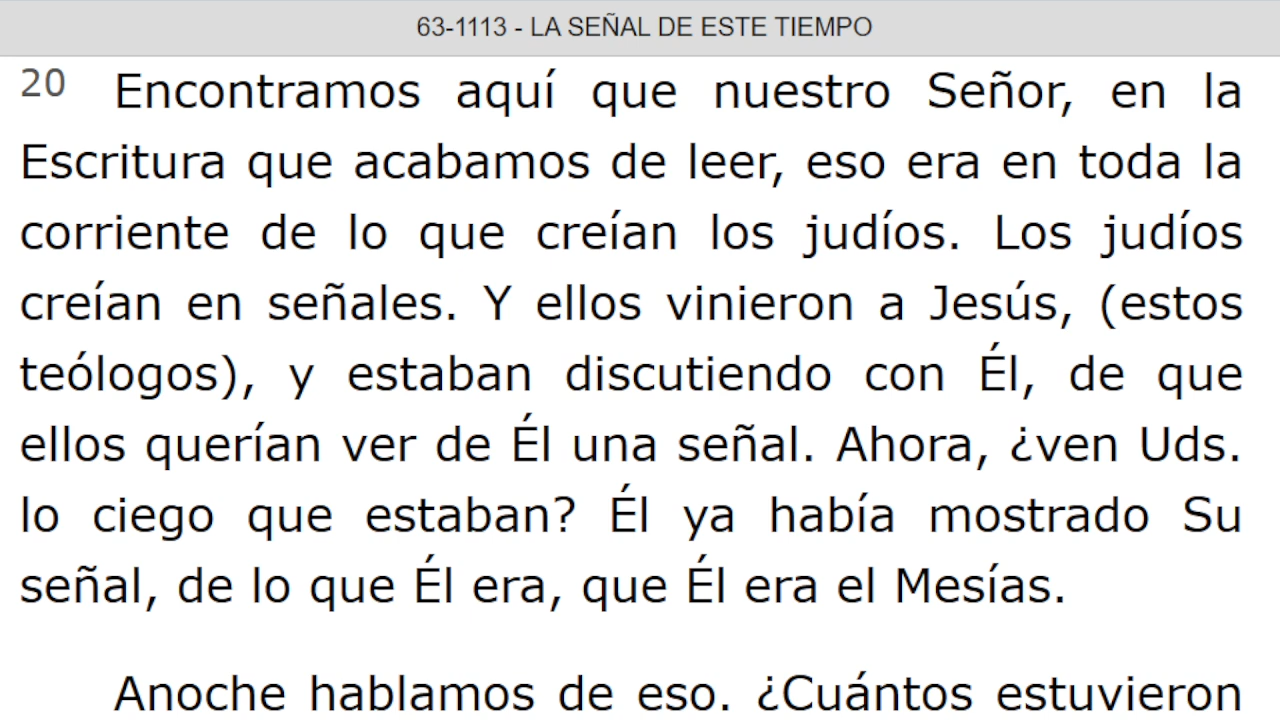 63-1113 - LA SEÑAL DE ESTE TIEMPO
20 Encontramos aquí que nuestro Señor, en la
Escritura que acabamos de leer, eso era en toda la
corriente de lo que creían los judíos. Los judíos
creían en señales. Y ellos vinieron a Jesús, (estos
teólogos), y estaban discutiendo con Él, de que
ellos querían ver de Él una señal. Ahora, ¿ven Uds.
lo ciego que estaban? Él ya había mostrado Su
señal, de lo que Él era, que Él era el Mesías.
Anoche hablamos de eso. ¿Cuántos estuvieron